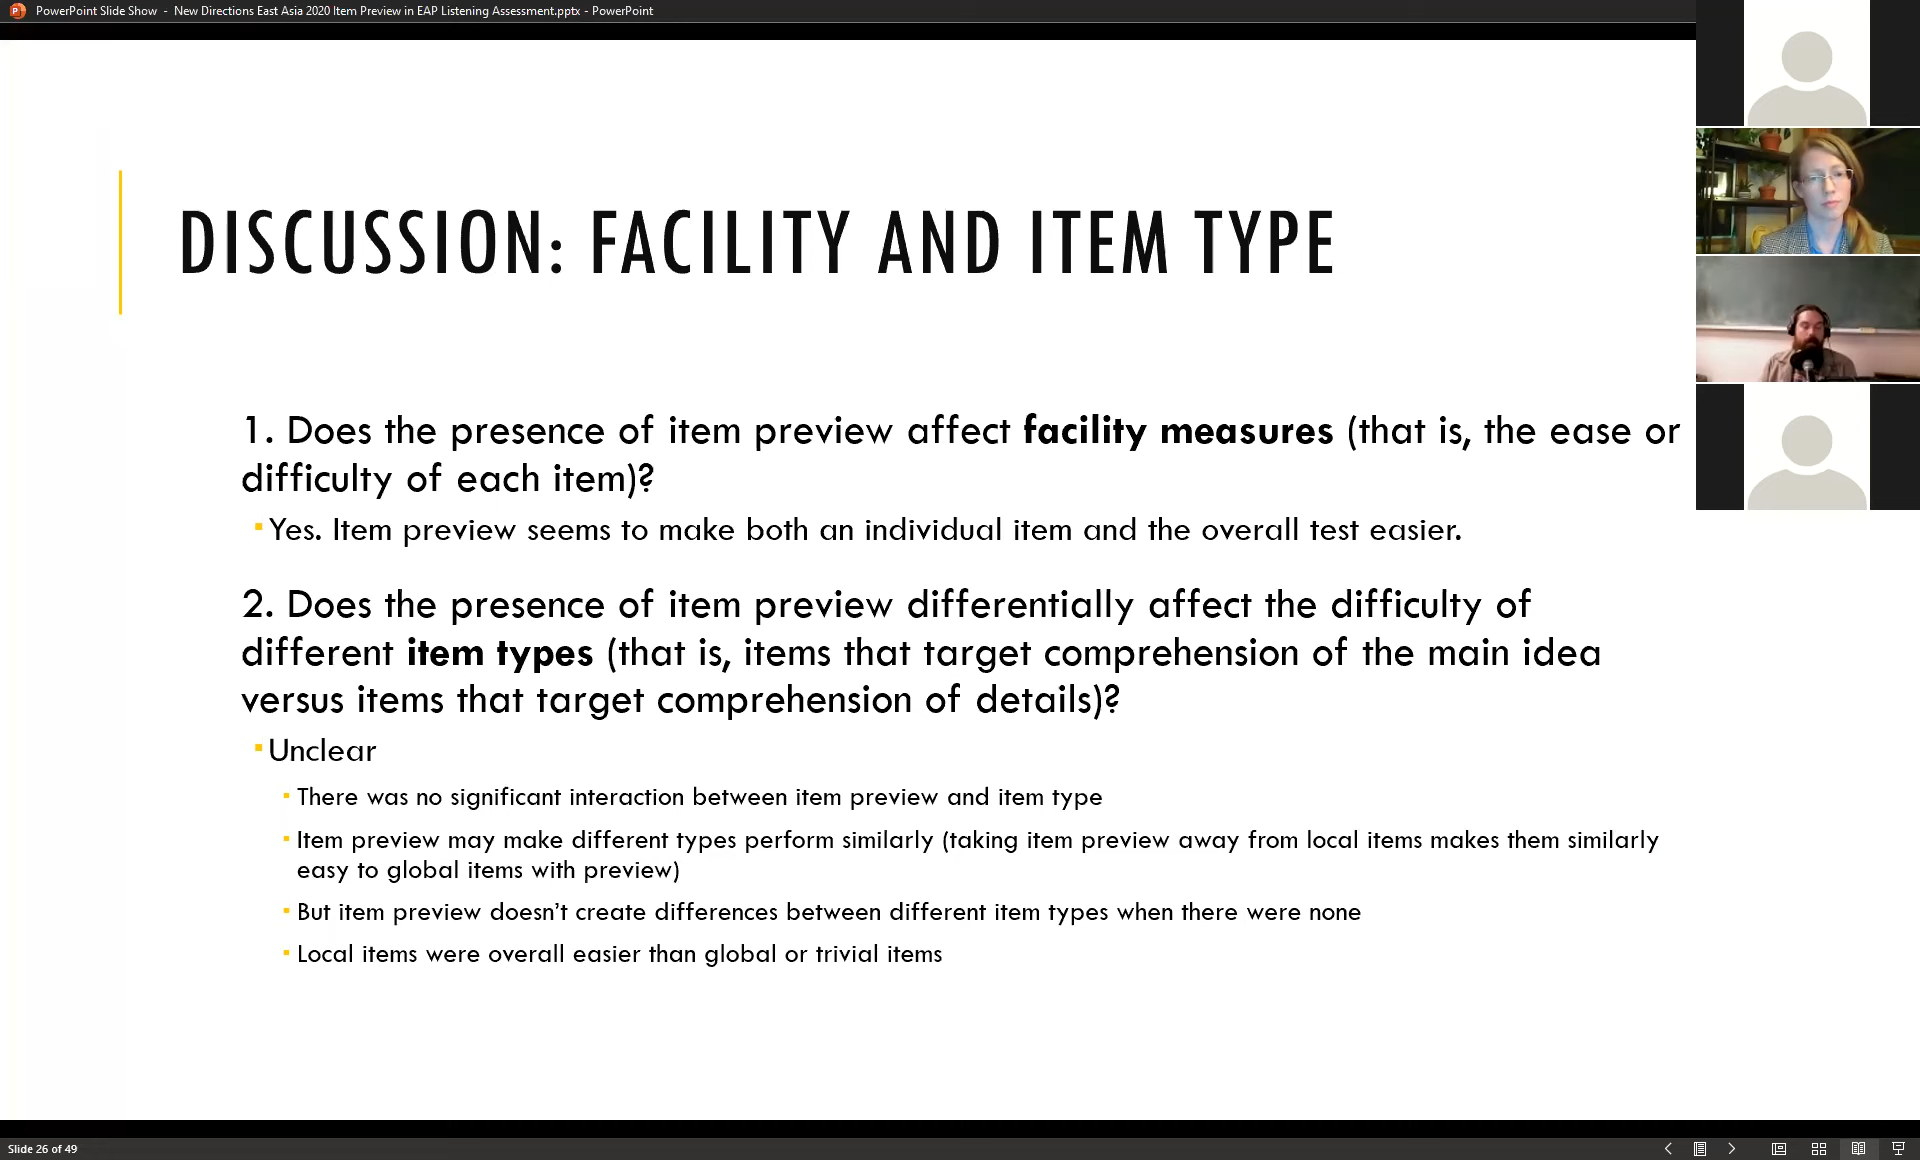 PowerPoint Slide Show - New Directions East Asia 2020 Item Preview in EAP Listening Assessment.pptx - PowerPoint
DISCUSSION: FACILITY AND ITEM TYPE
1. Does the presence of item preview affect facility measures (that is, the ease or
difficulty of each item)?
Yes. Item preview seems to make both an individual item and the overall test easier.
2. Does the presence of item preview differentially affect the difficulty of
different item types (that is, items that target comprehension of the main idea
versus items that target comprehension of details)?
Unclear
There was no significant interaction between item preview and item type
Item preview may make different types perform similarly (taking item preview away from local items makes them similarly
easy to global items with preview)
But item preview doesn't create differences between different item types when there were none
Local items were overall easier than global or trivial items
Slide 26 of 49